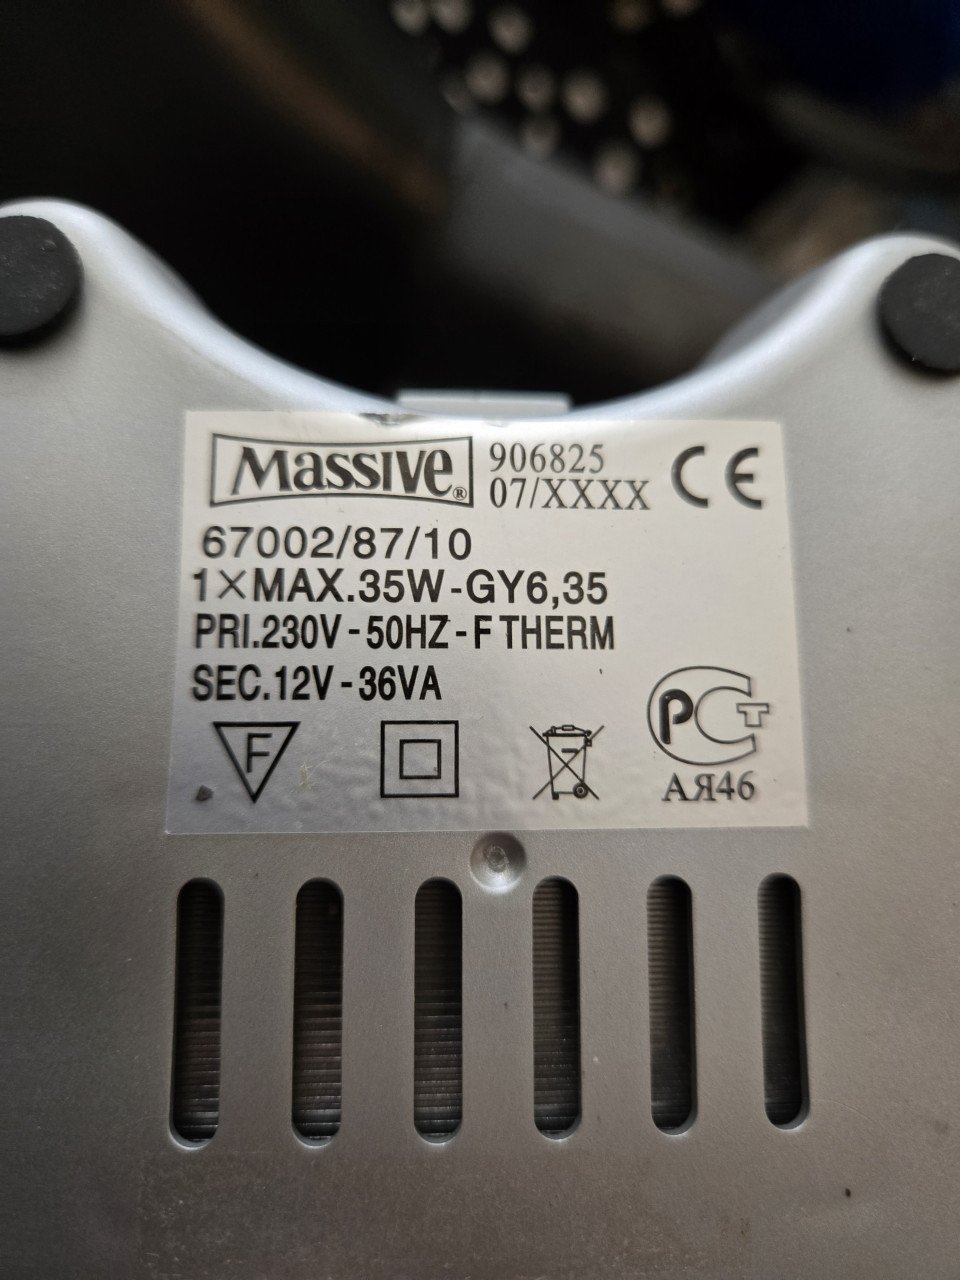 Massive® 906825
07/XXXX CE
67002/87/10
1×MAX.35W-GY6,35
PRI.230V-50HZ-F THERM
SEC.12V-36VA
F
PCT
АЯ46